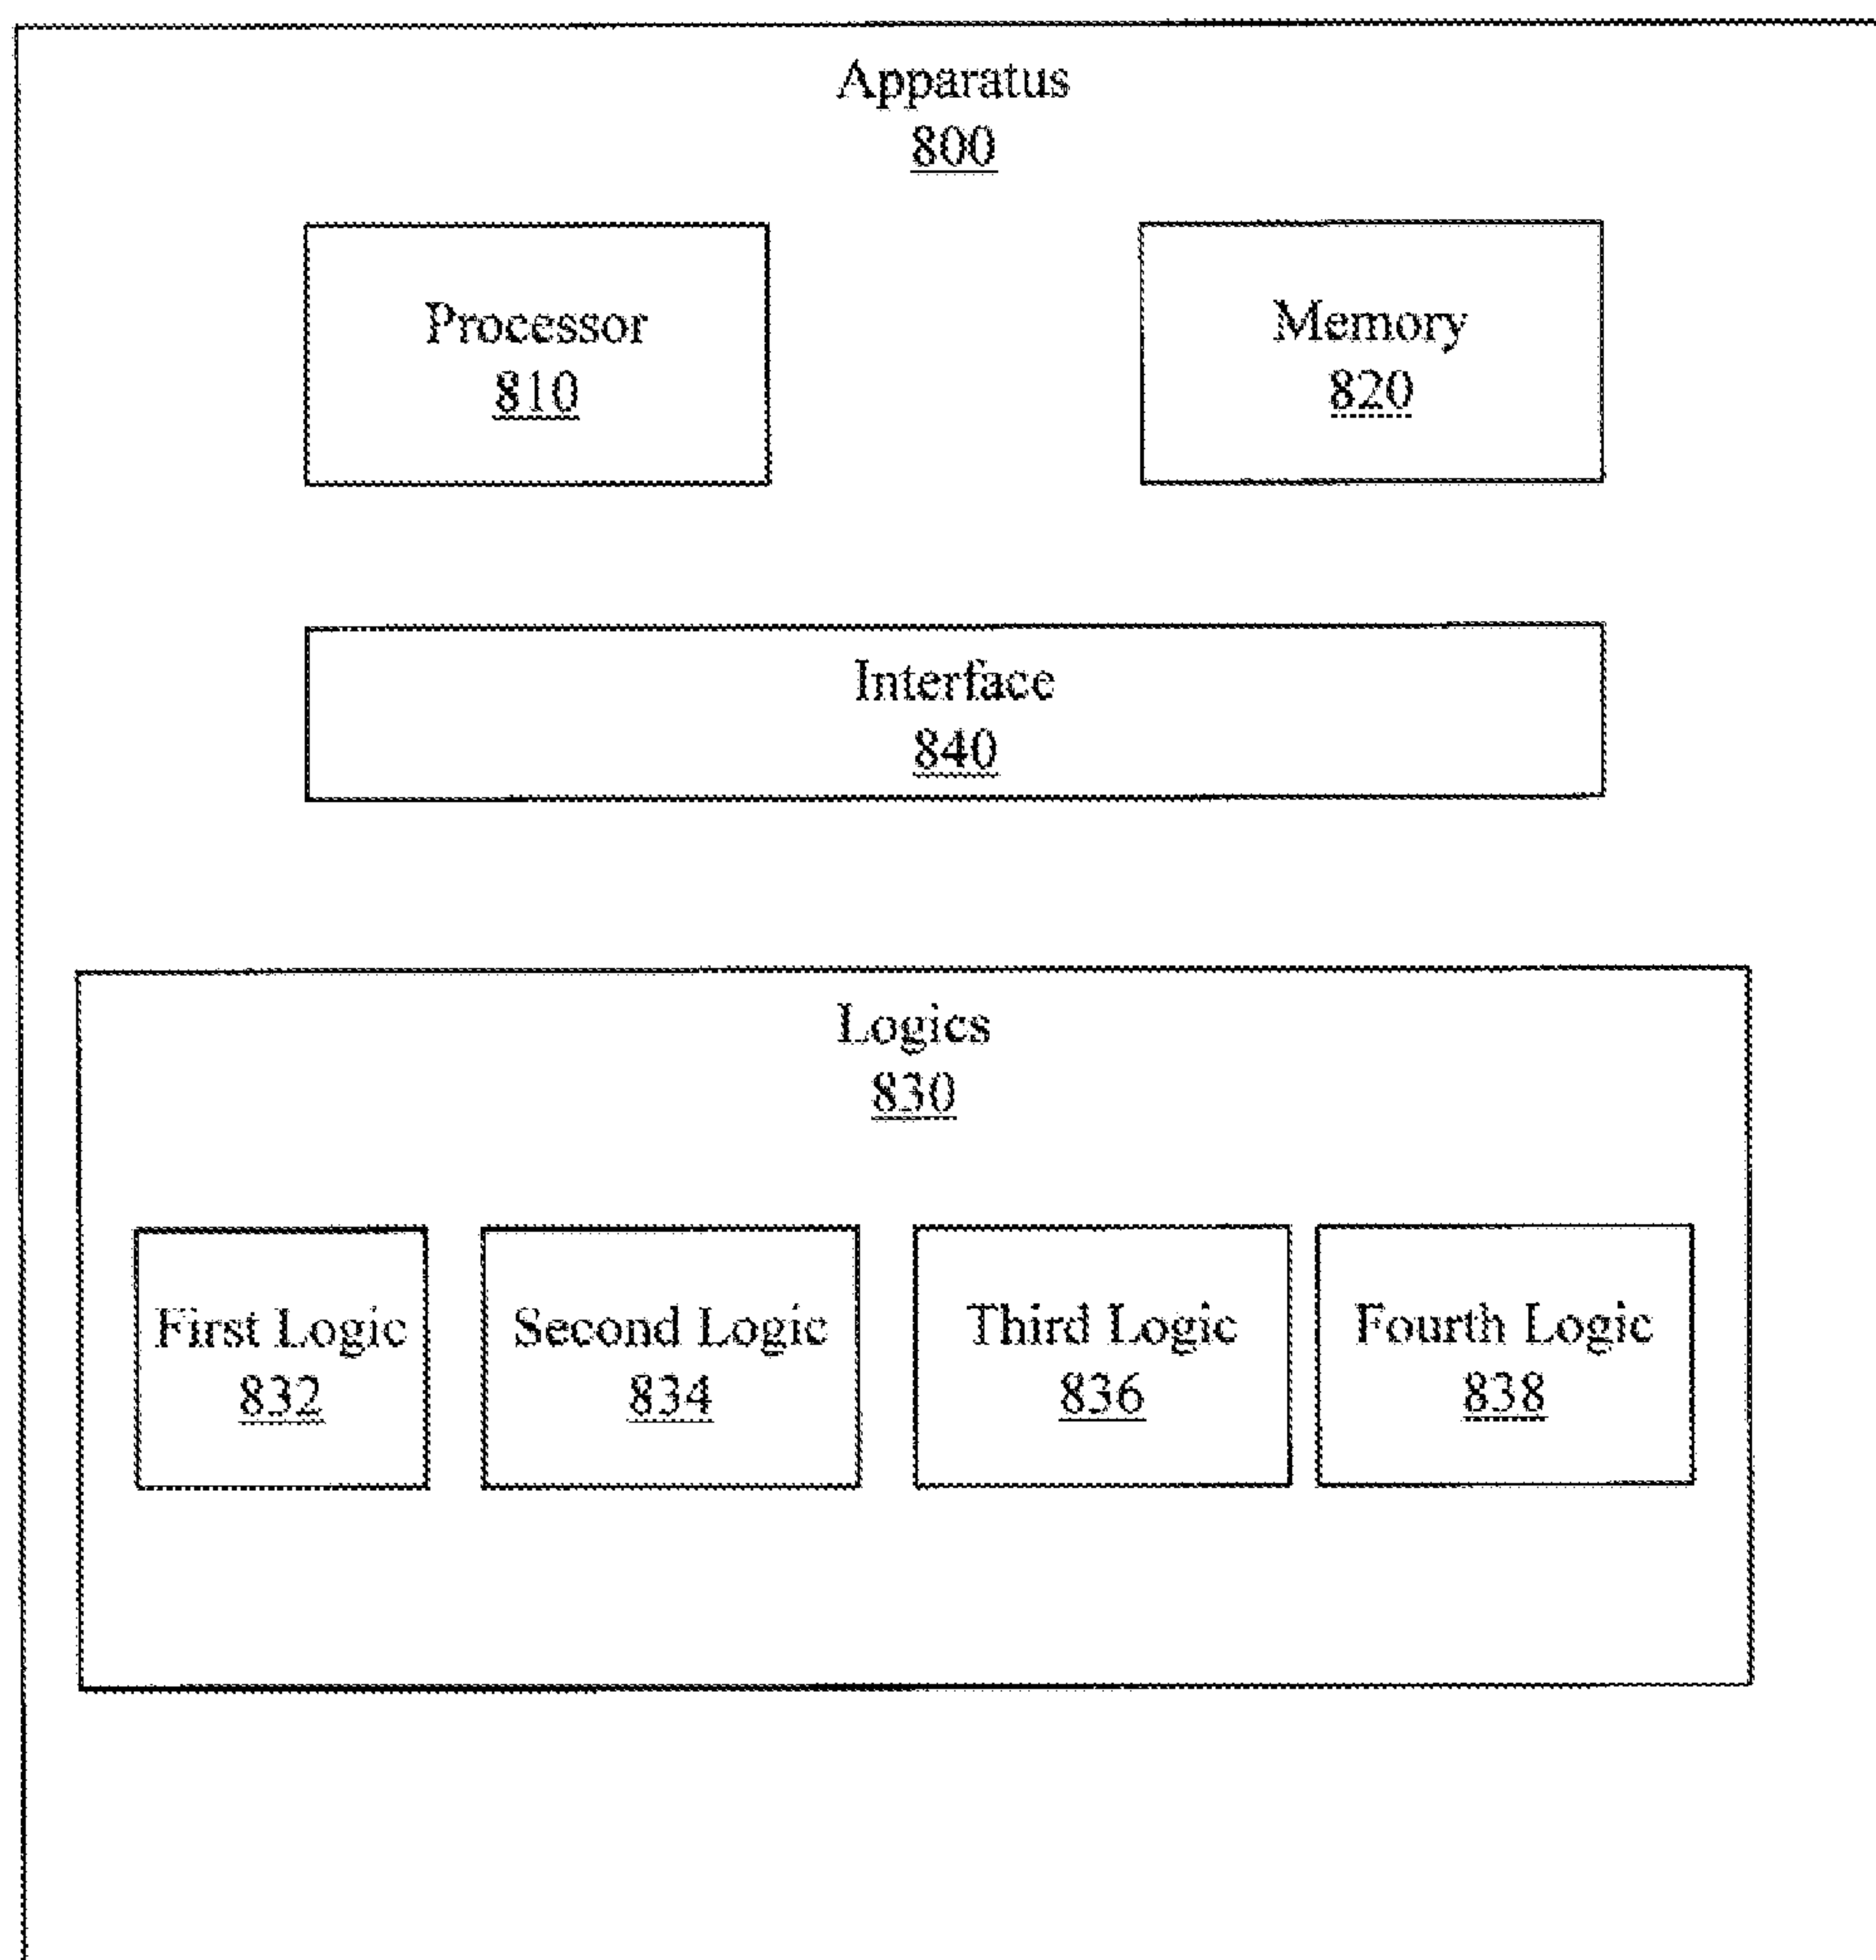 Apparatus
800
Processor
810
Memory
820
Interface
840
Logics
830
First Logic
832
Second Logic
834
Third Logic
836
Fourth Logic
838